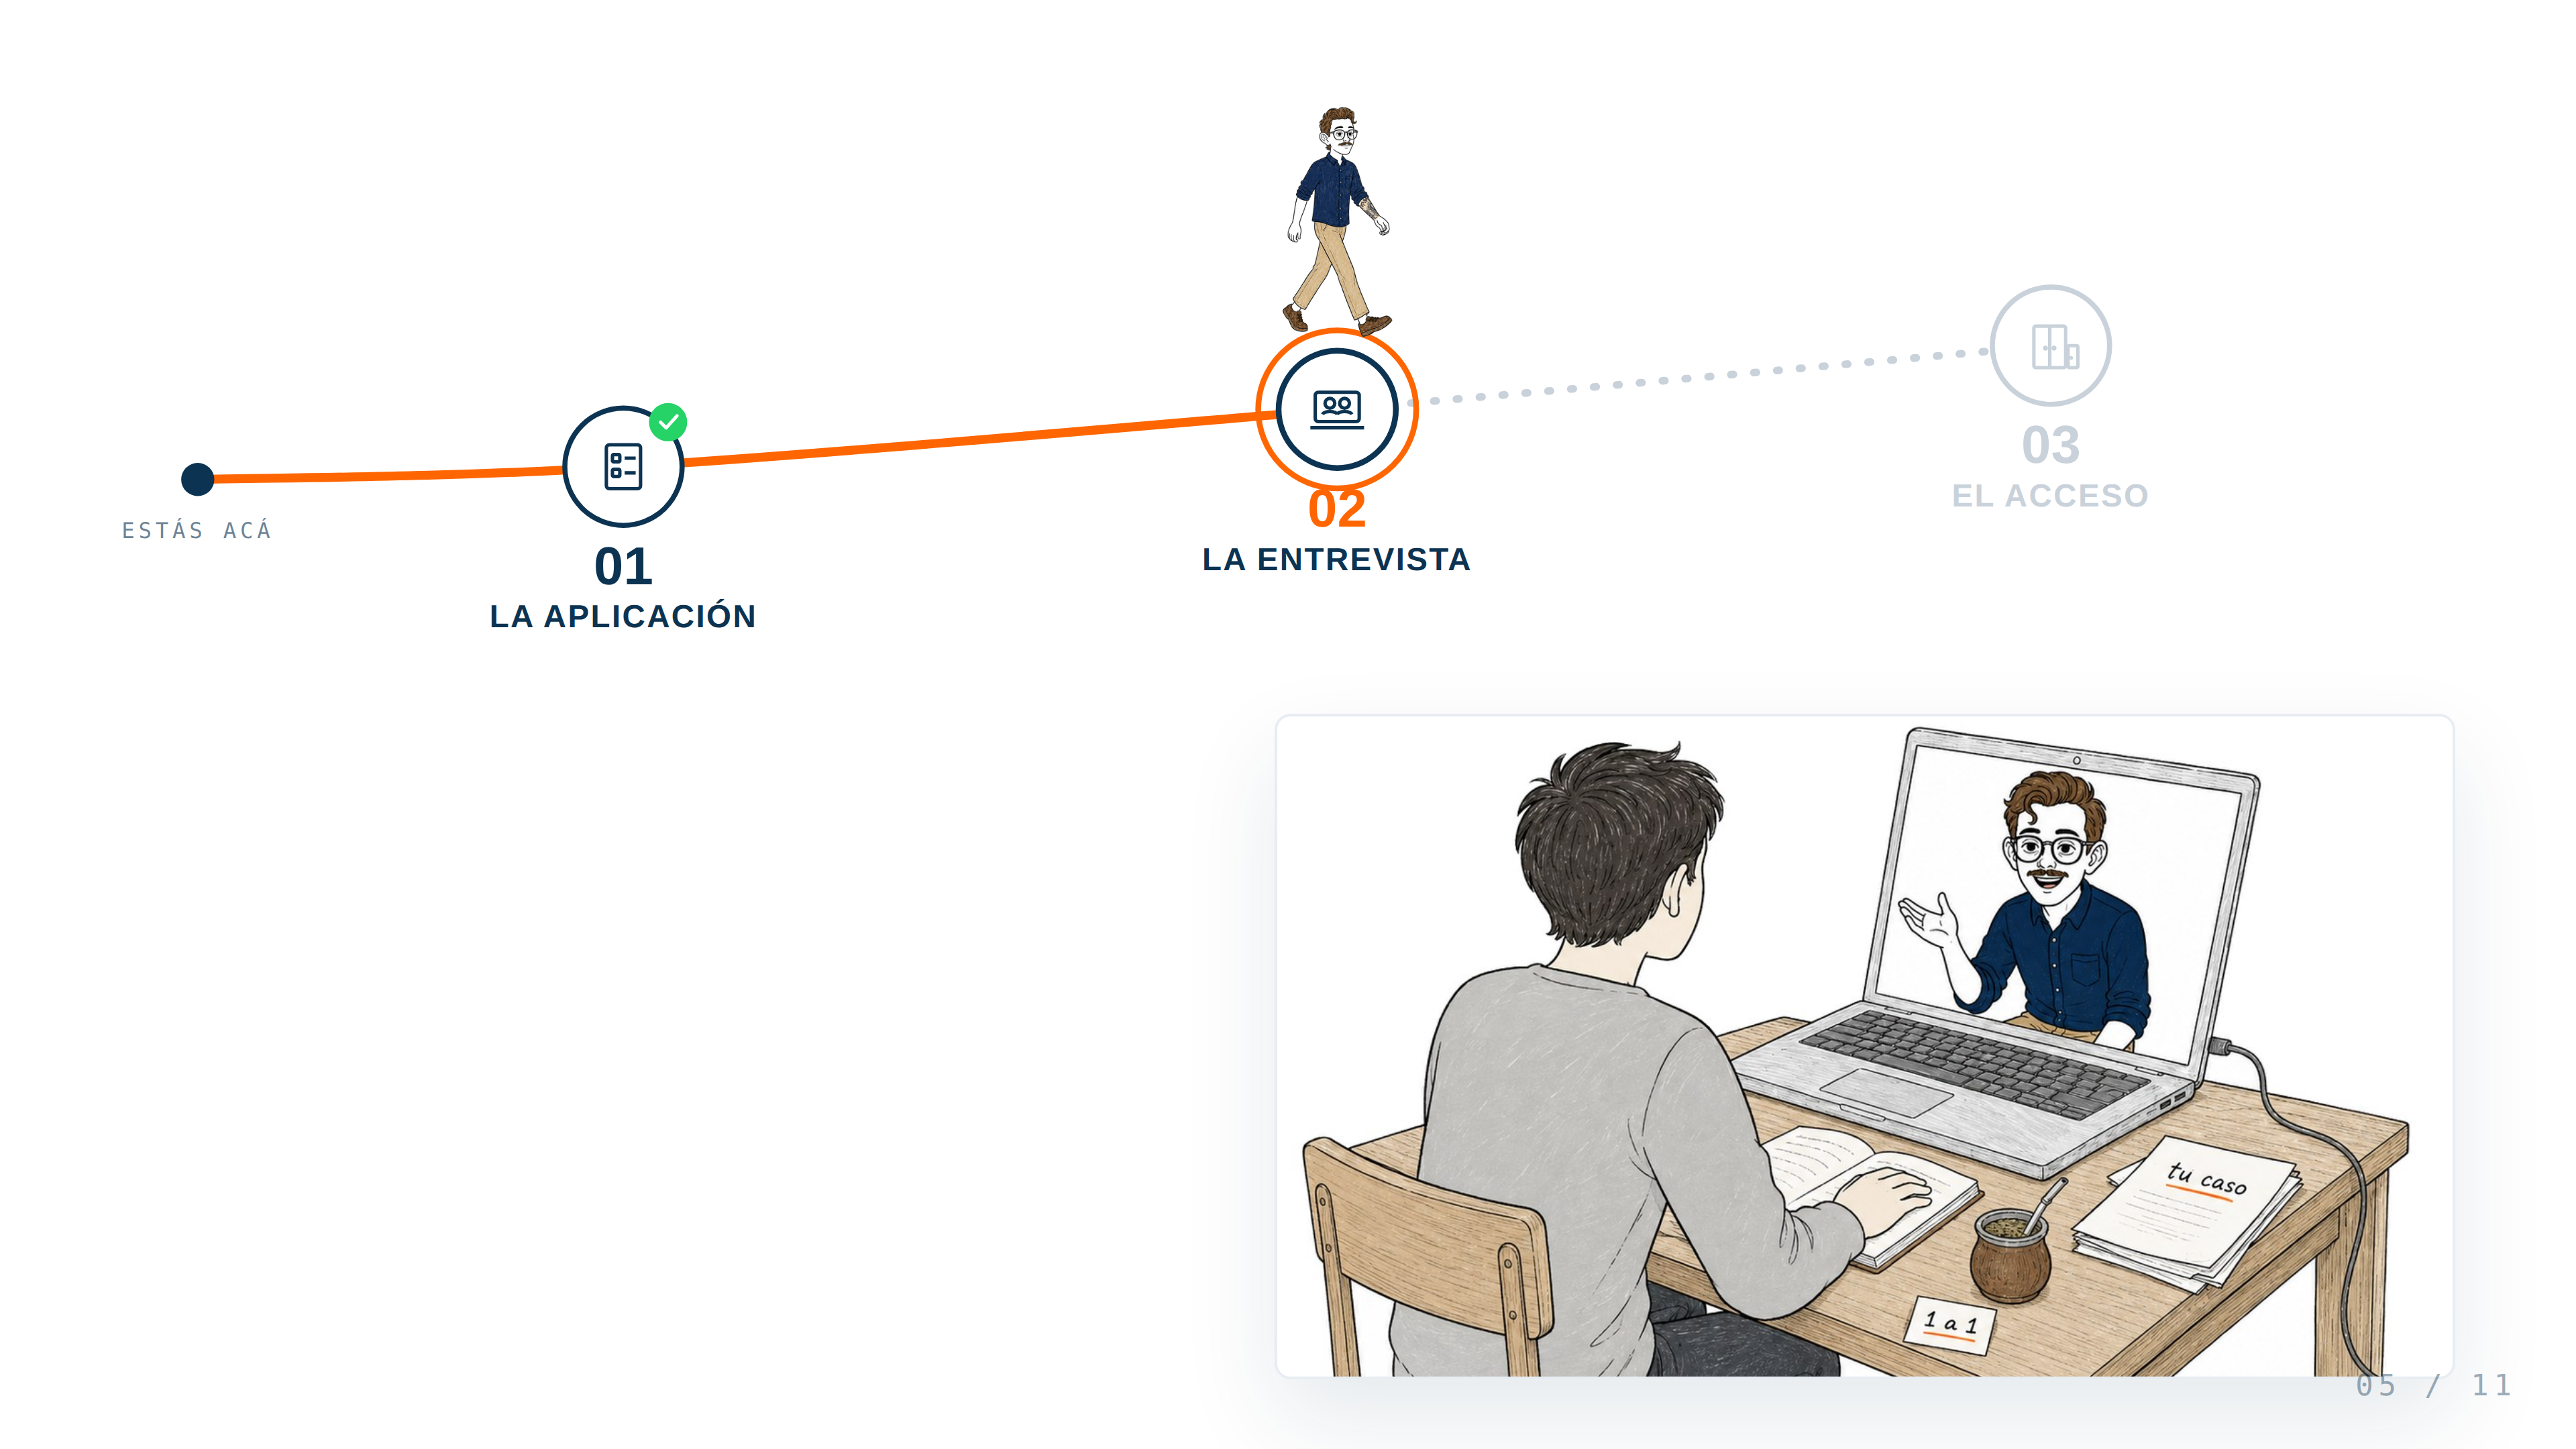 ESTÁS ACÁ
01
LA APLICACIÓN
02
LA ENTREVISTA
03
EL ACCESO
tu caso
1 a 1
05 / 11